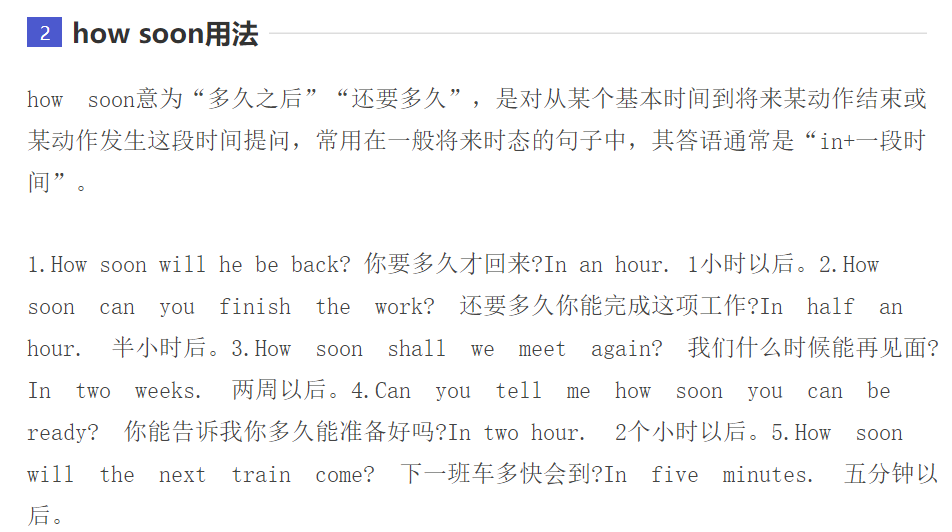 2 how soon用法
how soon意为“多久之后”“还要多久”，是对从某个基本时间到将来某动作结束或
某动作发生这段时间提问，常用在一般将来时态的句子中，其答语通常是“in+一段时
间”。
1.How soon will he be back? 你要多久才回来?In an hour. 1小时以后。2.How
soon can you finish the work? 还要多久你能完成这项工作?In half an
hour. 半小时后。3.How soon shall we meet again? 我们什么时候能再见面?
In two weeks. 两周以后。4.Can you tell me how soon you can be
ready? 你能告诉我你多久能准备好吗?In two hour. 2个小时以后。5.How soon
will the next train come? 下一班车多快会到?In five minutes. 五分钟以
后。